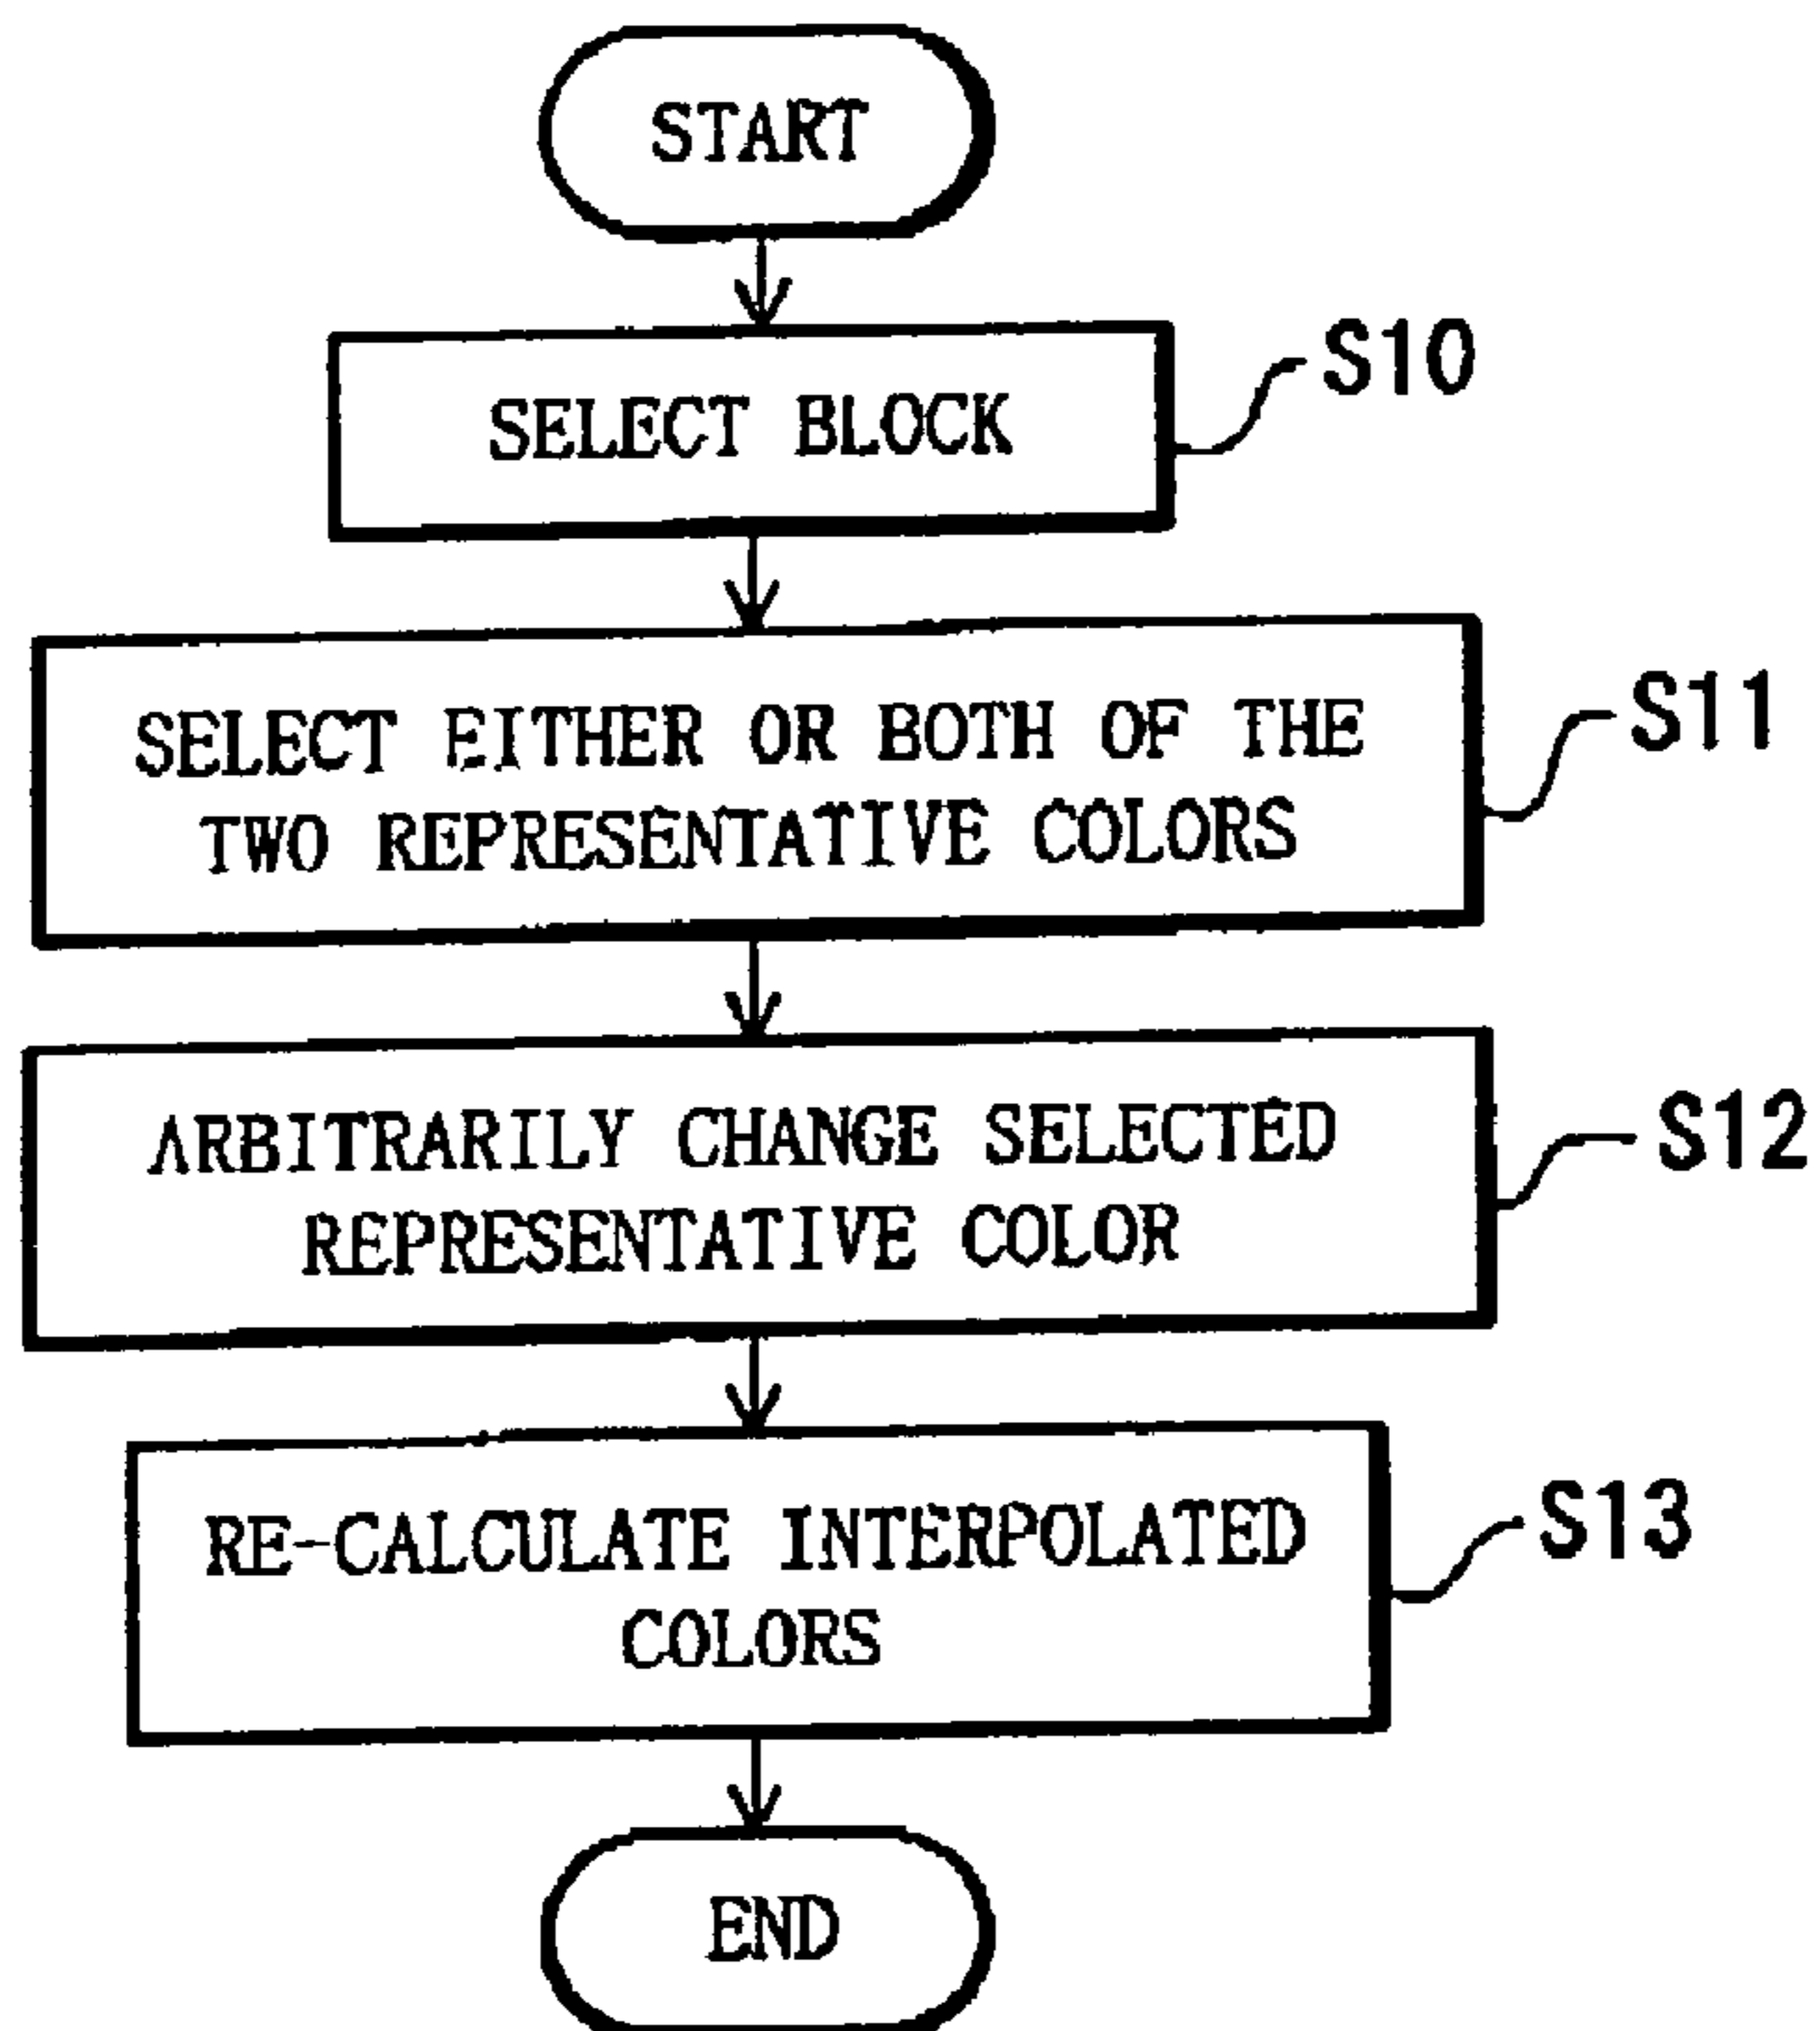 START
SELECT BLOCK
S10
SELECT EITHER OR BOTH OF THE
TWO REPRESENTATIVE COLORS
S11
ARBITRARILY CHANGE SELECTED
REPRESENTATIVE COLOR
S12
RE-CALCULATE INTERPOLATED
COLORS
S13
END